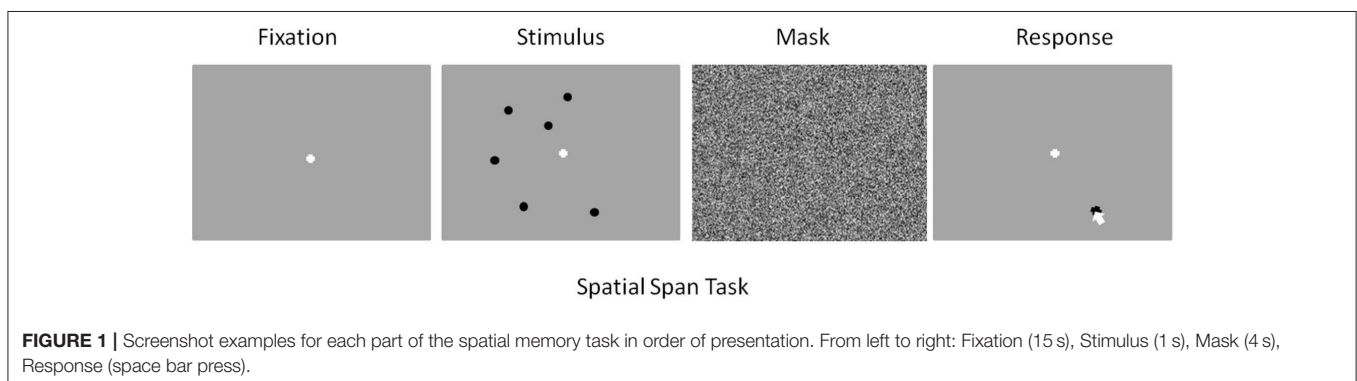 Fixation Stimulus Mask Response
Spatial Span Task
FIGURE 1 | Screenshot examples for each part of the spatial memory task in order of presentation. From left to right: Fixation (15 s), Stimulus (1 s), Mask (4 s),
Response (space bar press).